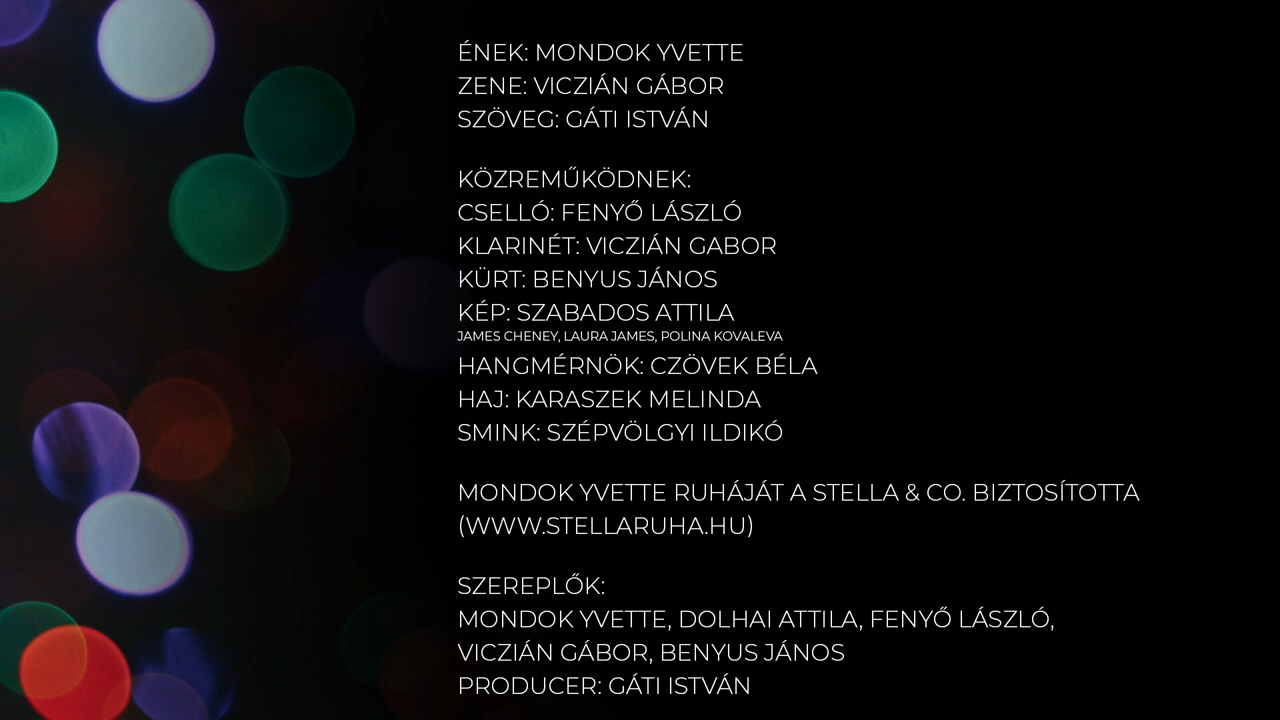 ÉNEK: MONDOK YVETTE
ZENE: VICZIÁN GÁBOR
SZÖVEG: GÁTI ISTVÁN
KÖZREMŰKÖDNEK:
CSELLÓ: FENYŐ LÁSZLÓ
KLARINÉT: VICZIÁN GABOR
KÜRT: BENYUS JÁNOS
KÉP: SZABADOS ATTILA
JAMES CHENEY, LAURA JAMES, POLINA KOVALEVA
HANGMÉRNÖK: CZÖVEK BÉLA
HAJ: KARASZEK MELINDA
SMINK: SZÉPVÖLGYI ILDIKÓ
MONDOK YVETTE RUHÁJÁT A STELLA & CO. BIZTOSÍTOTTA
(WWW.STELLARUHA.HU)
SZEREPLŐK:
MONDOK YVETTE, DOLHAI ATTILA, FENYŐ LÁSZLÓ,
VICZIÁN GÁBOR, BENYUS JÁNOS
PRODUCER: GÁTI ISTVÁN